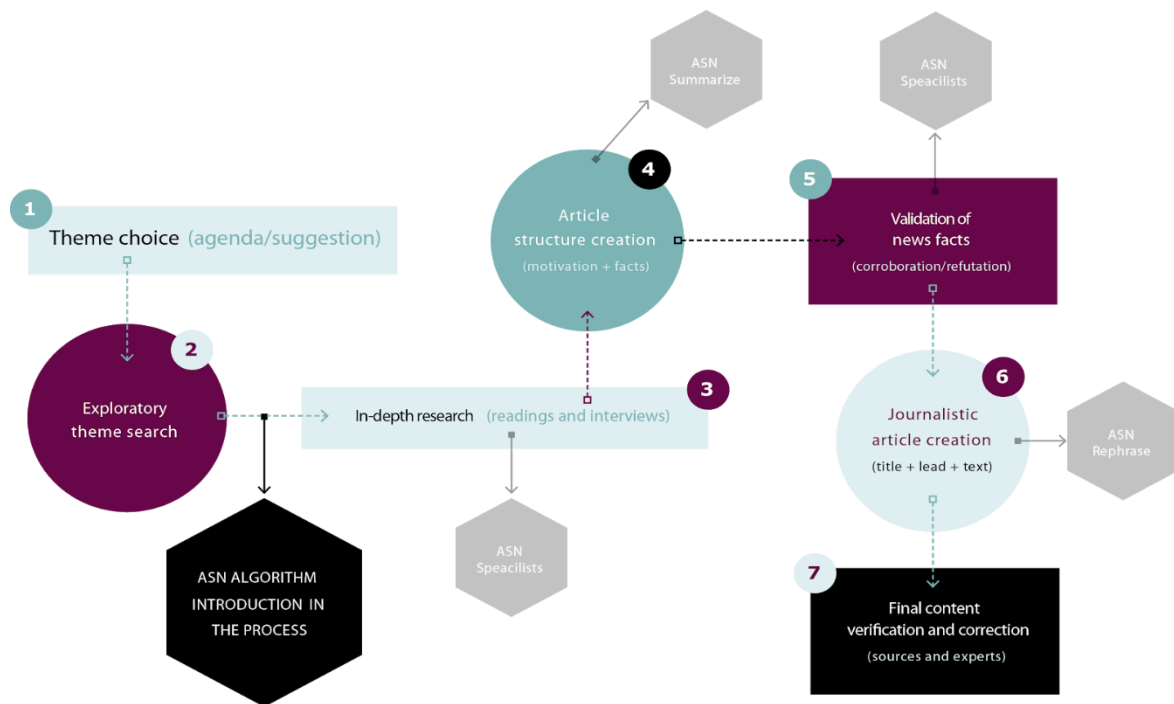 1
Theme choice (agenda/suggestion)
2
Exploratory
theme search
ASN ALGORITHM
INTRODUCTION IN
THE PROCESS
3
In-depth research (readings and interviews)
ASN
Speacilists
4
Article
structure creation
(motivation + facts)
ASN
Summarize
5
Validation of
news facts
(corroboration/refutation)
ASN
Speacilists
6
Journalistic
article creation
(title + lead + text)
ASN
Rephrase
7
Final content
verification and correction
(sources and experts)